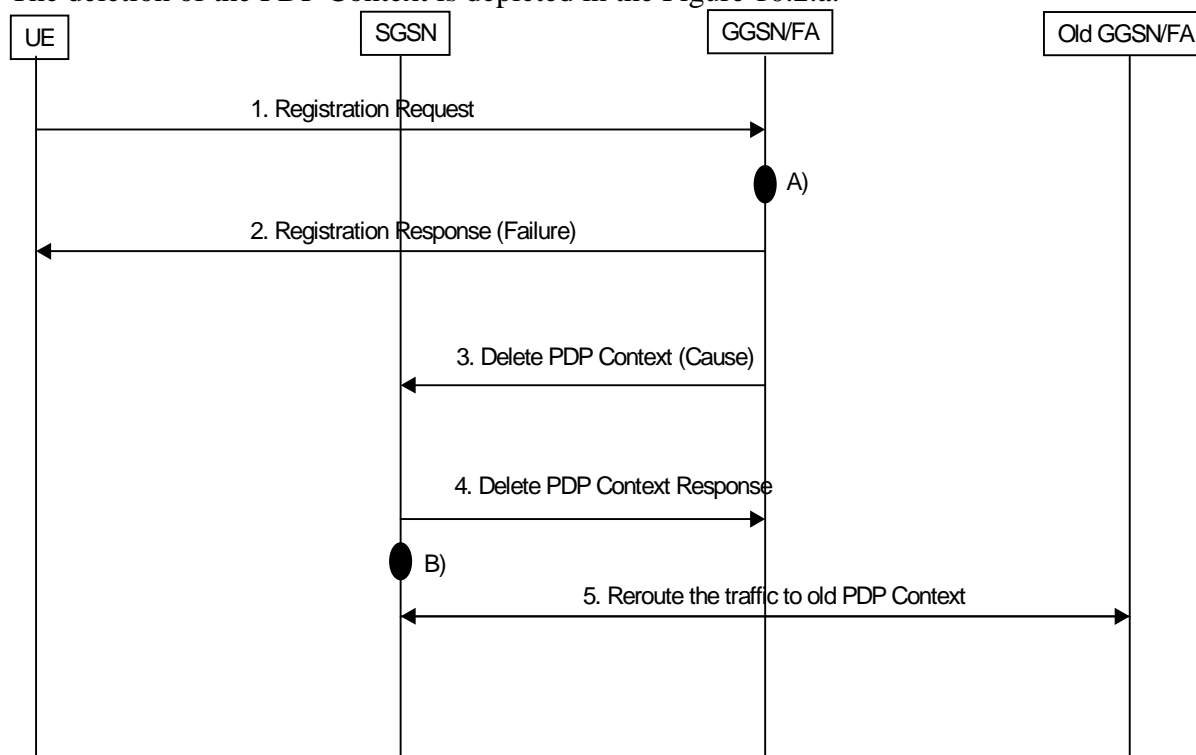 The deletion of the PDP Context is depicted in the Figure 10.2.a.
UE
SGSN
GGSN/FA
Old GGSN/FA
1. Registration Request
A)
2. Registration Response (Failure)
3. Delete PDP Context (Cause)
4. Delete PDP Context Response
B)
5. Reroute the traffic to old PDP Context